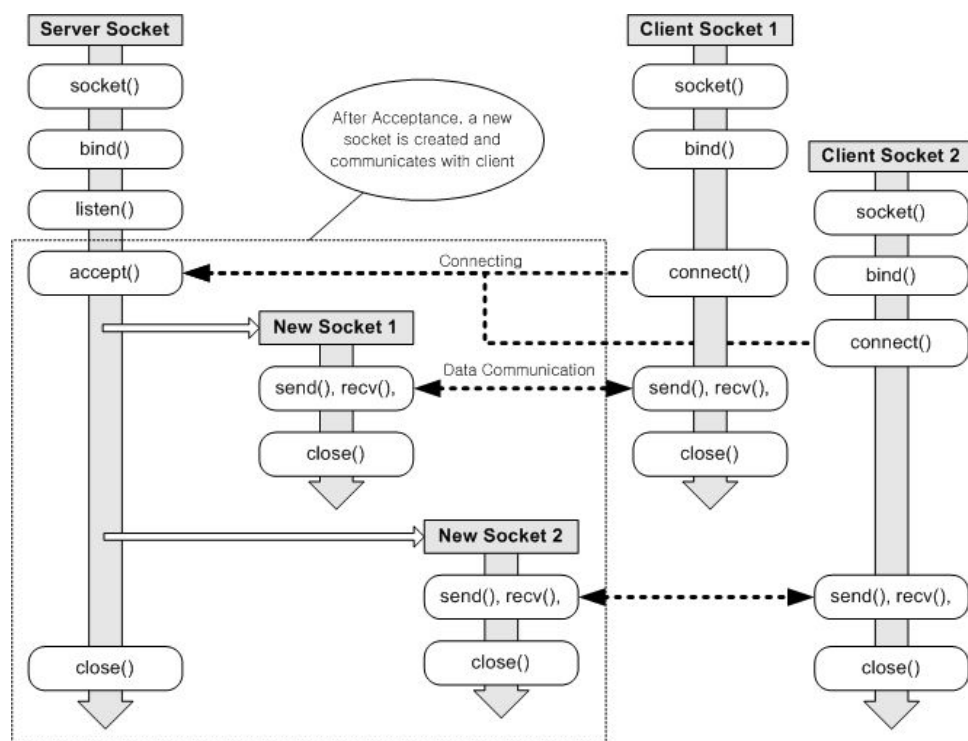 Server Socket
socket()
bind()
listen()
accept()
close()
After Acceptance, a new
socket is created and
communicates with client
Connecting
New Socket 1
send(), recv(),
close()
Data Communication
New Socket 2
send(), recv(),
close()
Client Socket 1
socket()
bind()
connect()
send(), recv(),
close()
Client Socket 2
socket()
bind()
connect()
send(), recv(),
close()